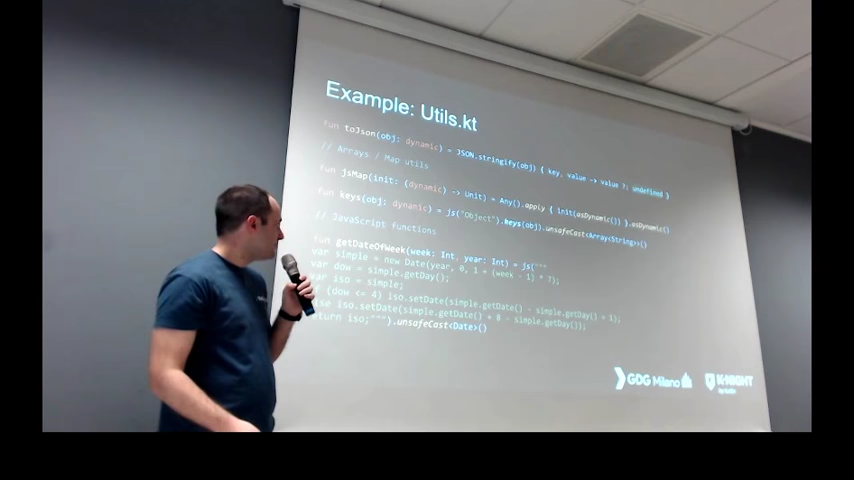 Example: Utils.kt
fun toJson(obj: dynamic) = JSON.stringify(obj) { key, value -> value ?: undefined }
// Arrays / Map utils
fun jsMap(init: (dynamic) -> Unit) = Any().apply { init(asDynamic()) }.asDynamic()
fun keys(obj: dynamic) = js("Object").keys(obj).unsafeCast<Array<String>>()
// JavaScript functions
fun getDateOfWeek(week: Int, year: Int) = js("""
var simple = new Date(year, 0, 1 + (week - 1) * 7);
var dow = simple.getDay();
var iso = simple;
(dow <= 4) iso.setDate(simple.getDate() - simple.getDay() + 1);
else iso.setDate(simple.getDate() + 8 - simple.getDay());
return iso;""").unsafeCast<Date>()
GDG Milano
K-NIGHT